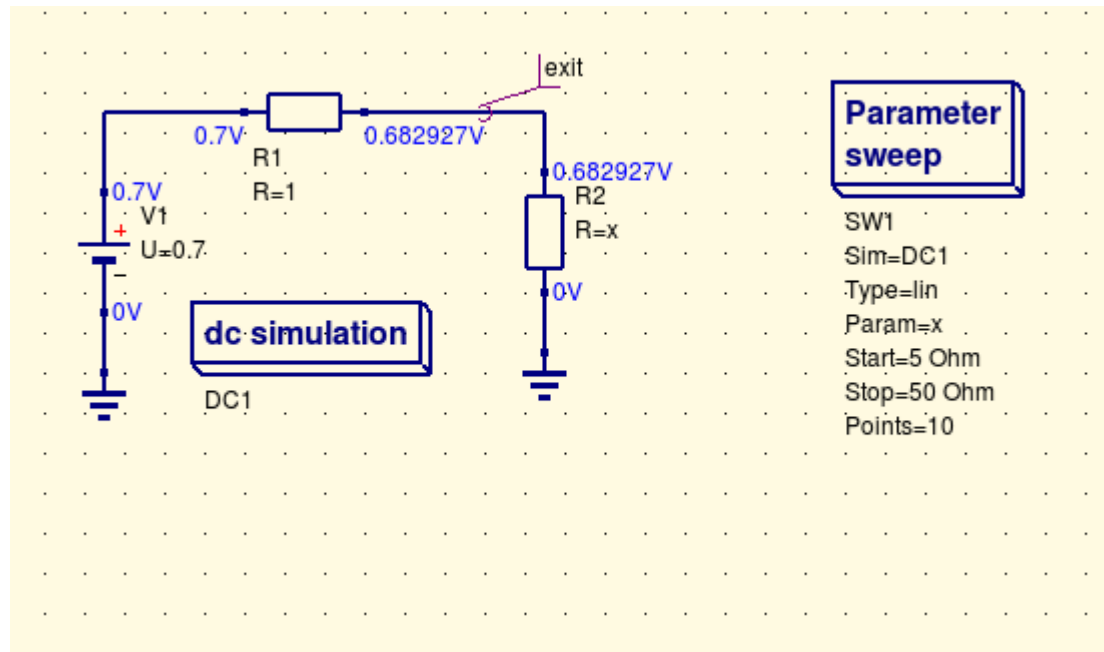 exit
0.7V
0.682927V
R1
R=1
0.7V
V1
+
U=0.7
−
0V
0.682927V
R2
R=x
0V
dc simulation
DC1
Parameter
sweep
SW1
Sim=DC1
Type=lin
Param=x
Start=5 Ohm
Stop=50 Ohm
Points=10